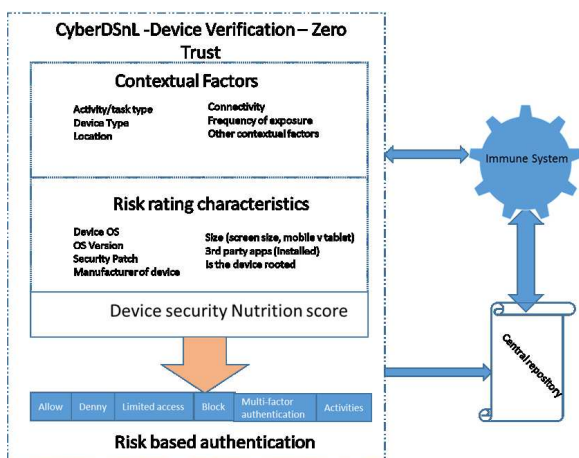 CyberDSnL -Device Verification – Zero
Trust
Contextual Factors
Activity/task type
Device Type
Location
Connectivity
Frequency of exposure
Other contextual factors
Risk rating characteristics
Device OS
OS Version
Security Patch
Manufacturer of device
Size (screen size, mobile v tablet)
3rd party apps (installed)
Is the device rooted
Device security Nutrition score
Allow
Denny
Limited access
Block
Multi-factor
authentication
Activities
Risk based authentication
Immune System
Central repository